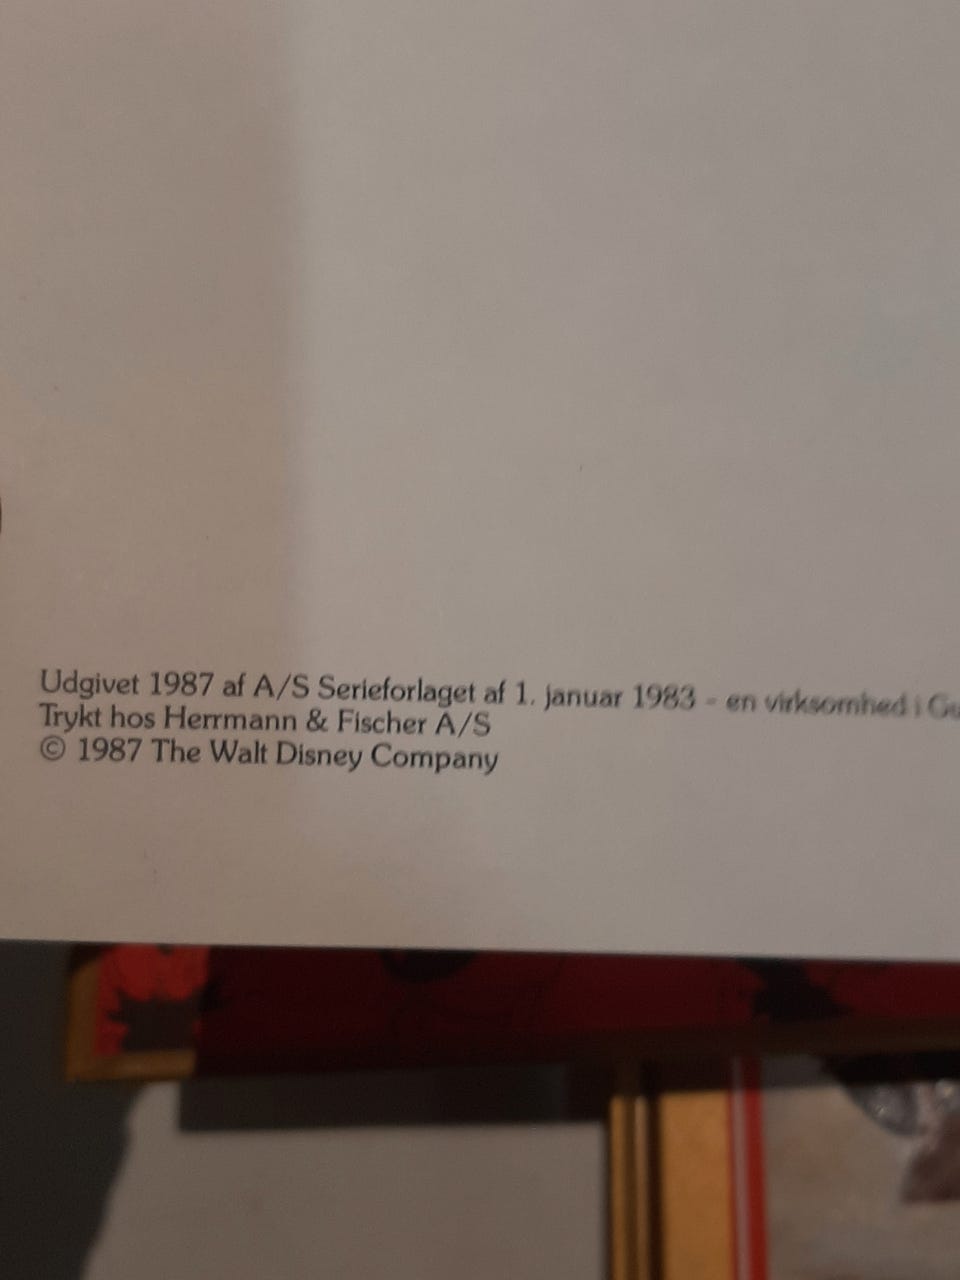 Udgivet 1987 af A/S Serieforlaget af 1. januar 1983 - en virksomhed i
Trykt hos Herrmann & Fischer A/S
© 1987 The Walt Disney Company